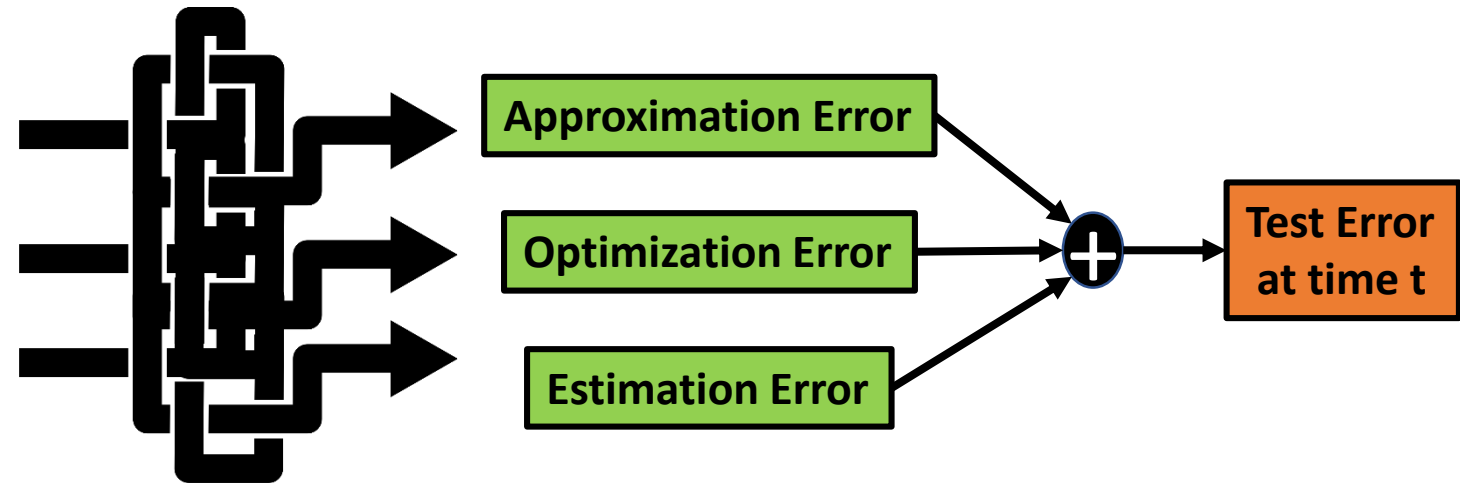 Approximation Error
Optimization Error
Estimation Error
+
Test Error
at time t